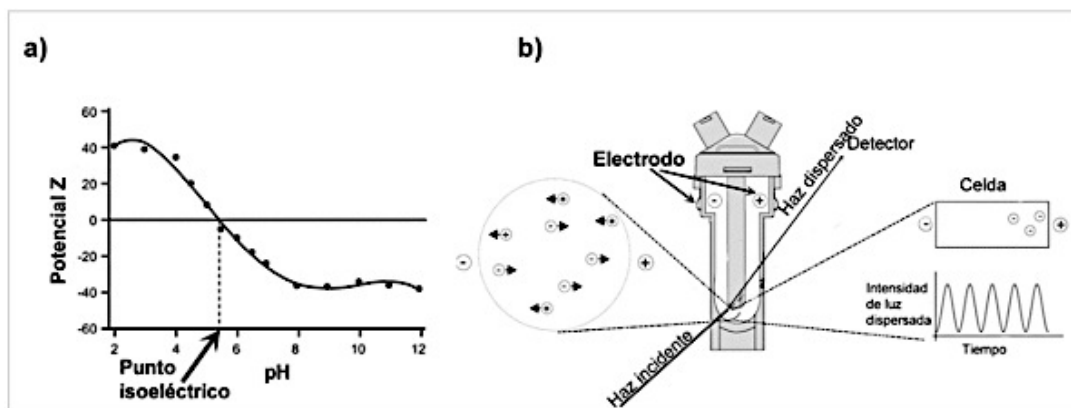 a)
60
40
20
0
-20
-40
-60
Potencial Z
2
4
6
8
10
12
Punto
isoeléctrico
pH
b)
Electrodo
Haz dispersado
Detector
Haz incidente
Celda
Intensidad
de luz
dispersada
Tiempo